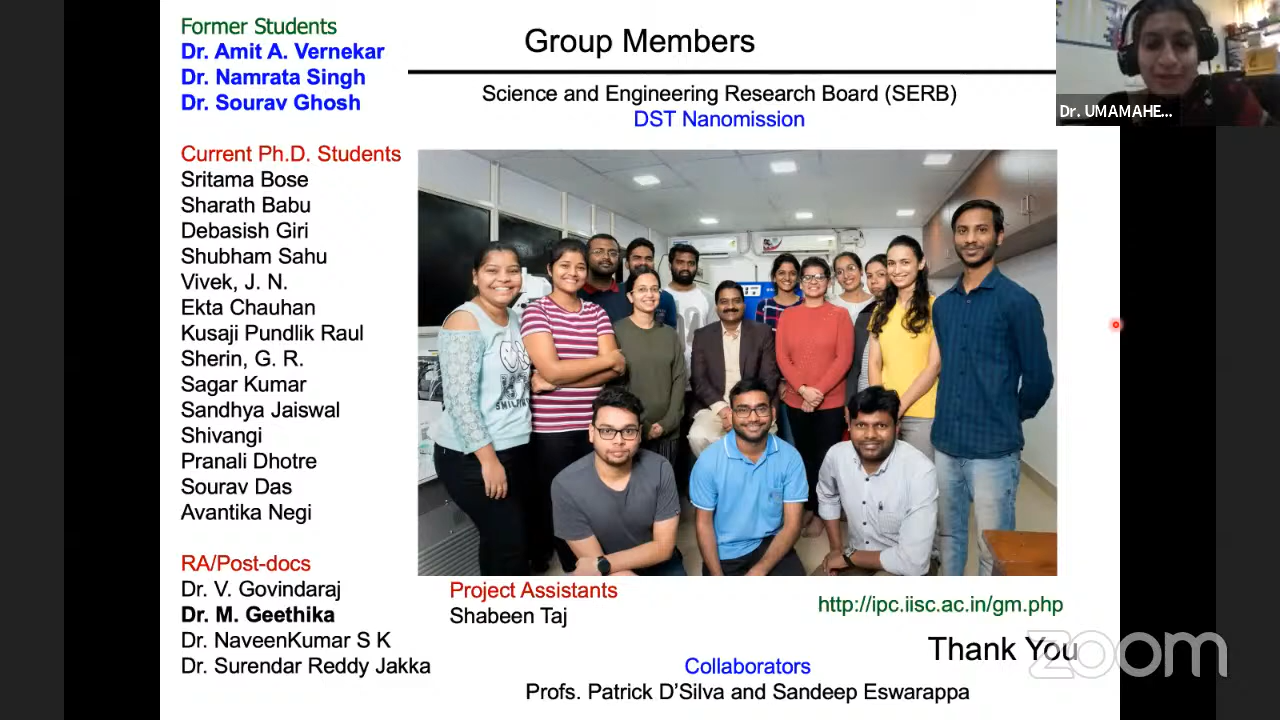 Former Students
Dr. Amit A. Vernekar
Dr. Namrata Singh
Dr. Sourav Ghosh
Group Members
Science and Engineering Research Board (SERB)
DST Nanomission
Dr. UMAMAHE...
Current Ph.D. Students
Sritama Bose
Sharath Babu
Debasish Giri
Shubham Sahu
Vivek, J. N.
Ekta Chauhan
Kusaji Pundlik Raul
Sherin, G. R.
Sagar Kumar
Sandhya Jaiswal
Shivangi
Pranali Dhotre
Sourav Das
Avantika Negi
RA/Post-docs
Dr. V. Govindaraj
Dr. M. Geethika
Dr. NaveenKumar S K
Dr. Surendar Reddy Jakka
Project Assistants
Shabeen Taj
http://ipc.iisc.ac.in/gm.php
Thank You
zoom
Collaborators
Profs. Patrick D'Silva and Sandeep Eswarappa